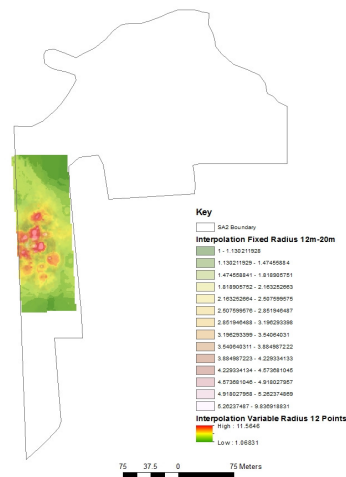 Key
SA2 Boundary
Interpolation Fixed Radius 12m-20m
1 - 1.130211928
1.130211929 - 1.47455884
1.474558841 - 1.818905751
1.818905752 - 2.163252663
2.163252664 - 2.507599575
2.507599576 - 2.851946487
2.851946488 - 3.196293398
3.196293399 - 3.54064031
3.540640311 - 3.884987222
3.884987223 - 4.229334133
4.229334134 - 4.573681045
4.573681046 - 4.918027957
4.918027958 - 5.262374869
5.26237487 - 9.836918831
Interpolation Variable Radius 12 Points
High : 11.5646
Low : 1.06831
75 37.5 0 75 Meters